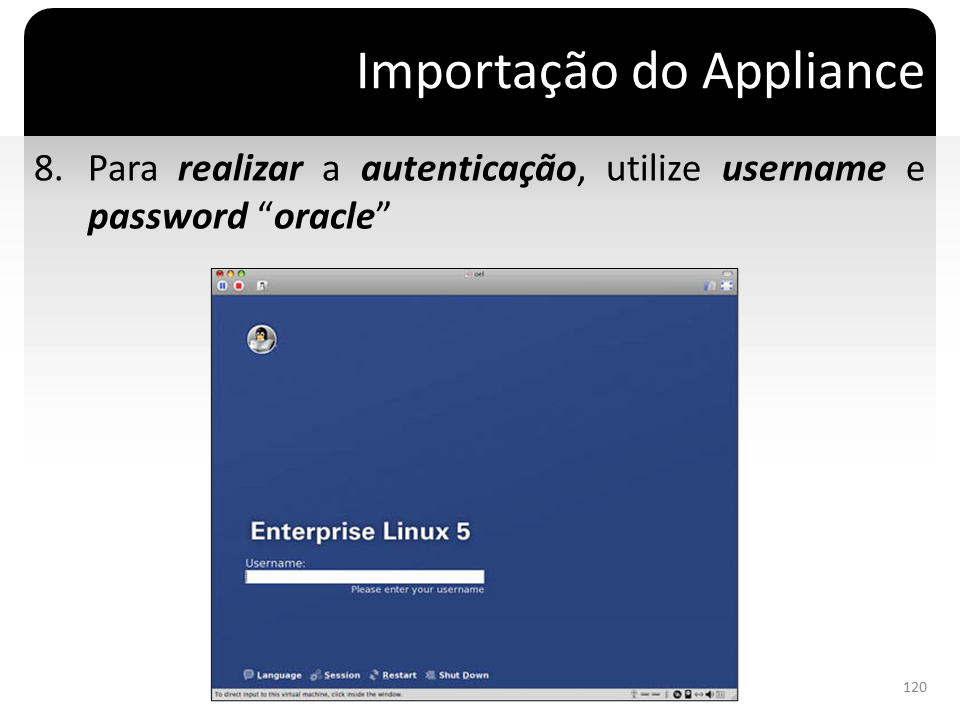 Importação do Appliance
8. Para realizar a autenticação, utilize username e
password “oracle”
oel
Enterprise Linux 5
Username:
Please enter your username
Language Session Restart Shut Down
To direct input to this virtual machine, click inside the window.
120